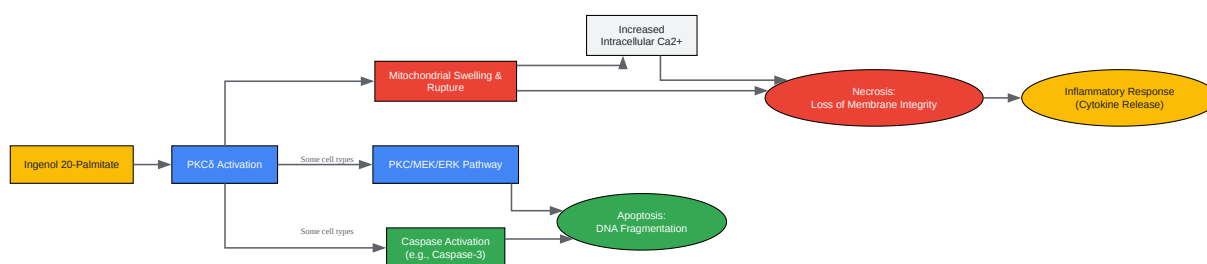 Increased
Intracellular Ca2+
Mitochondrial Swelling &
Rupture
Necrosis:
Loss of Membrane Integrity
Inflammatory Response
(Cytokine Release)
Ingenol 20-Palmitate
PKCδ Activation
Some cell types
PKC/MEK/ERK Pathway
Apoptosis:
DNA Fragmentation
Some cell types
Caspase Activation
(e.g., Caspase-3)